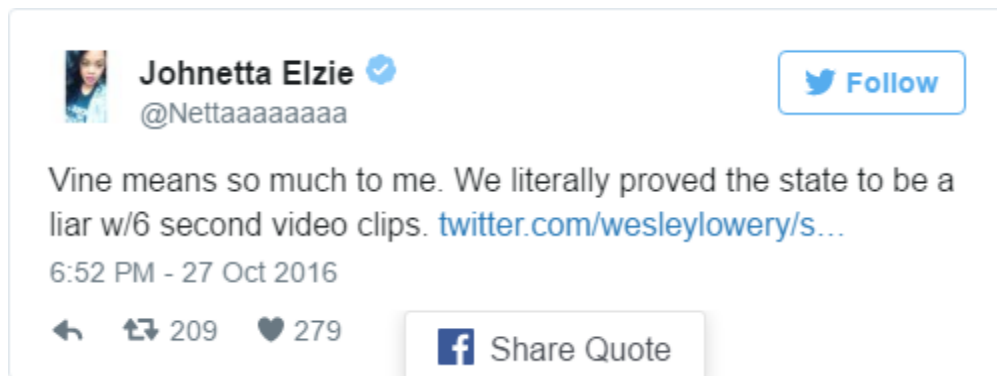 Johnetta Elzie
@Nettaaaaaaaa
Follow
Vine means so much to me. We literally proved the state to be a
liar w/6 second video clips. twitter.com/wesleylowery/s…
6:52 PM - 27 Oct 2016
209 279
Share Quote